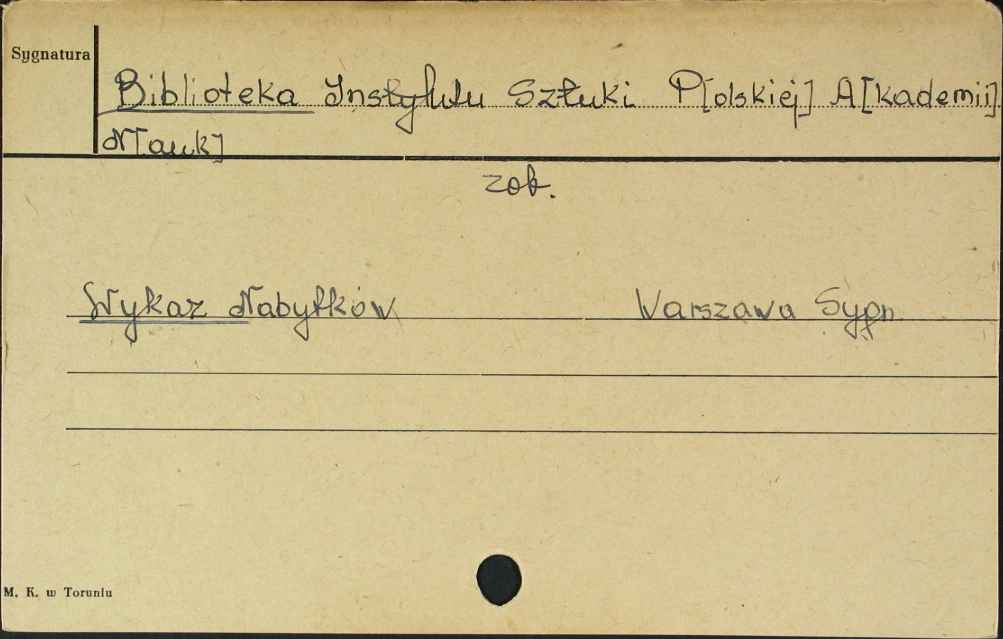 Sygnatura
Biblioteka Instytutu Sztuki P[olskiej] A[kademii]
N[auk]
zob.
Wykaz Nabytków Warszawa Sygn.
M. K. w Toruniu